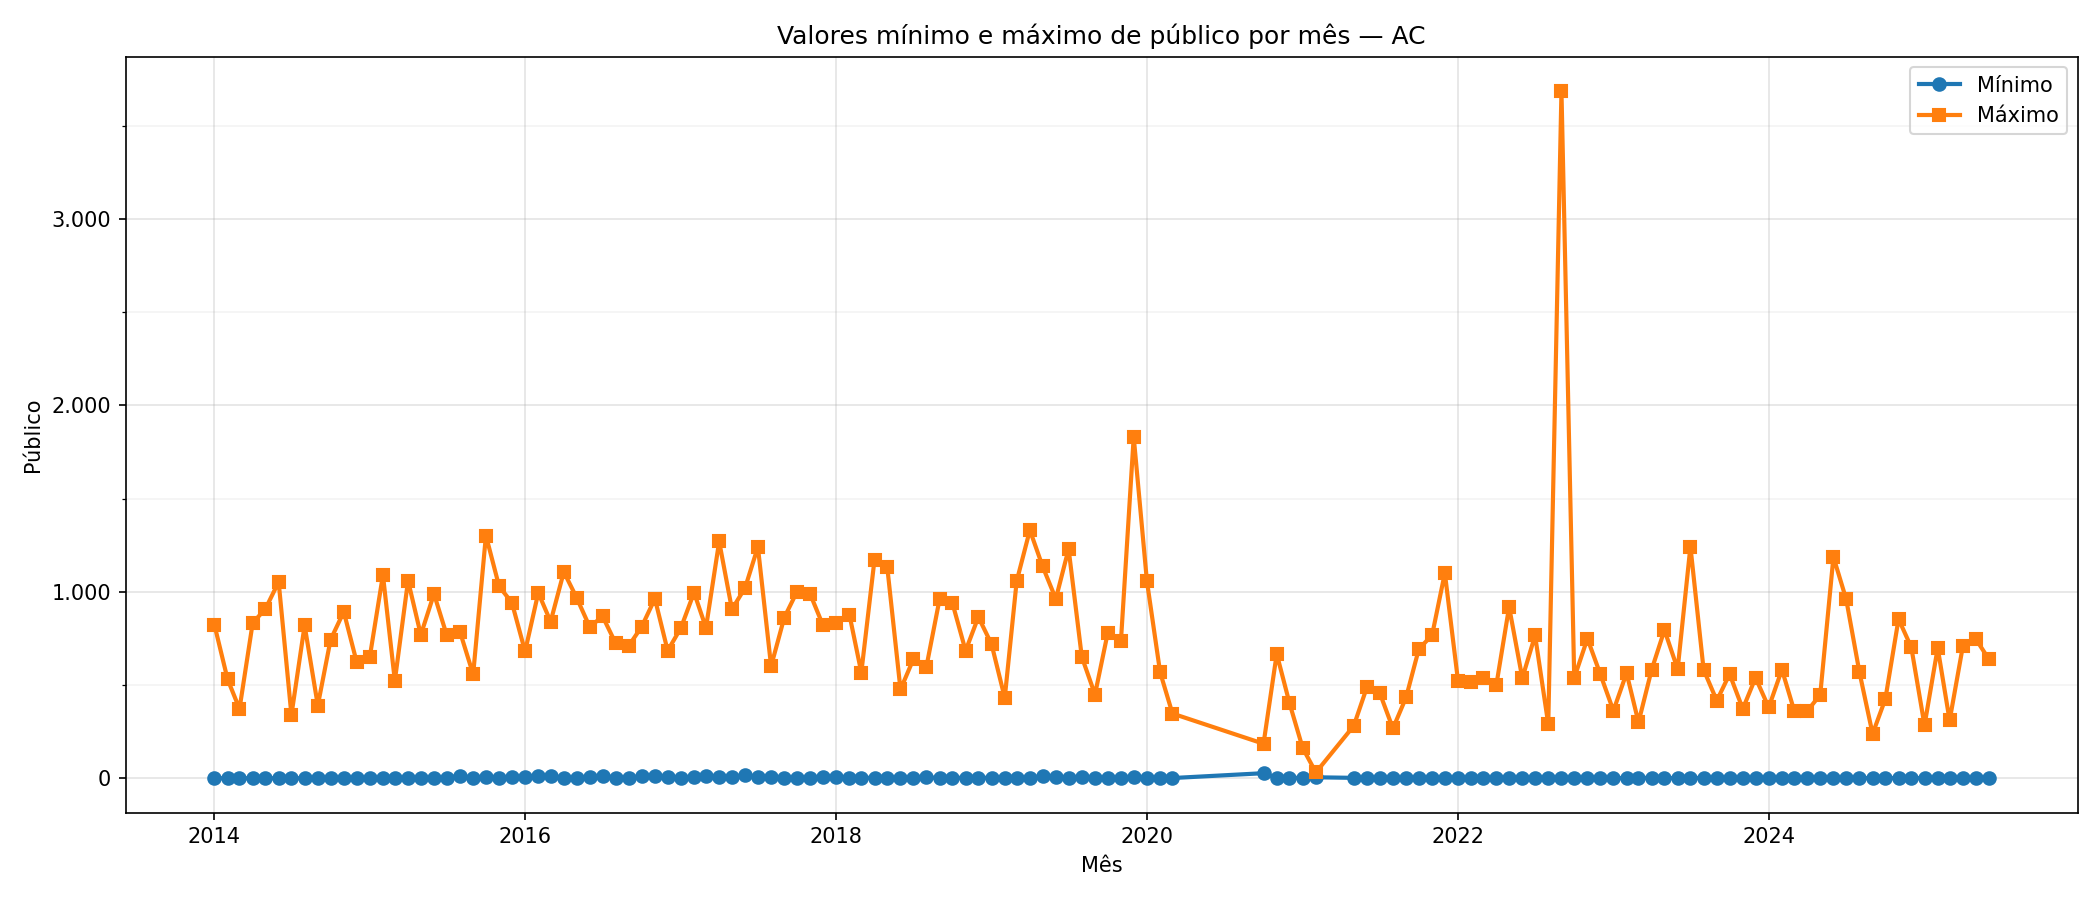 Valores mínimo e máximo de público por mês — AC
Mínimo
Máximo
Público
3.000
2.000
1.000
0
2014
2016
2018
2020
2022
2024
Mês